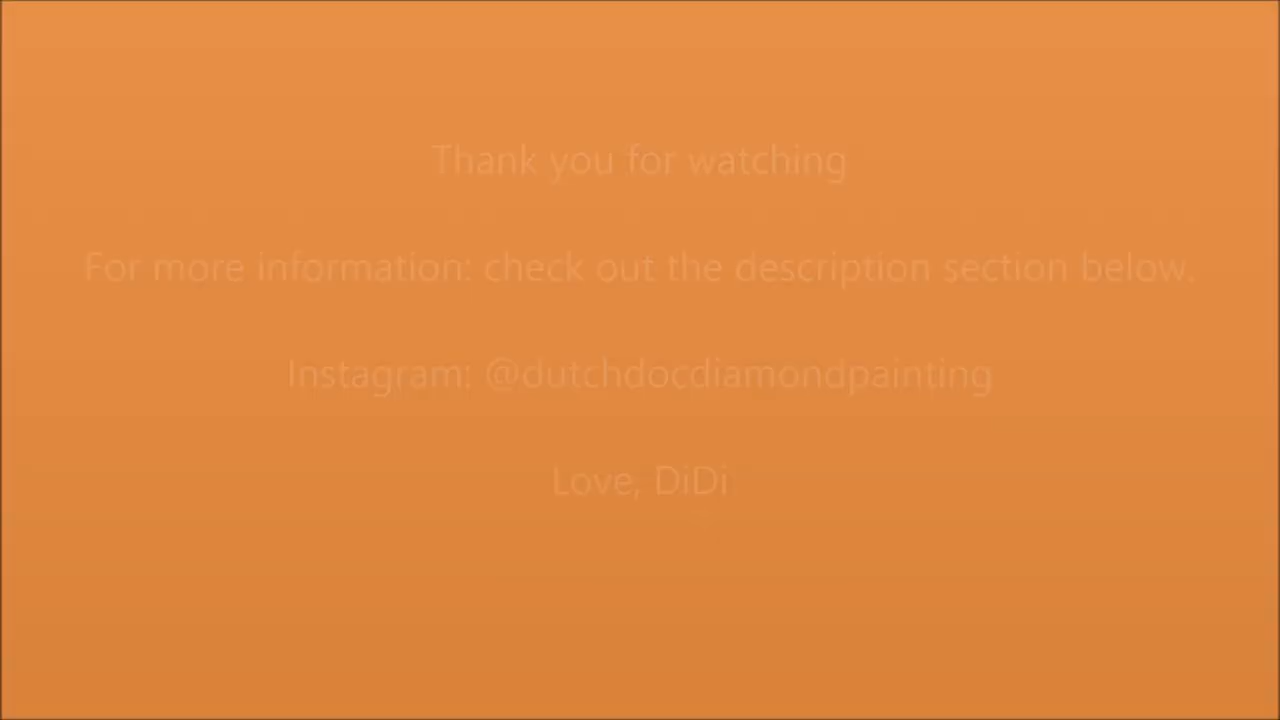 Thank you for watching
For more information: check out the description section below.
Instagram: @dutchdocdiamondpainting
Love, DiDi